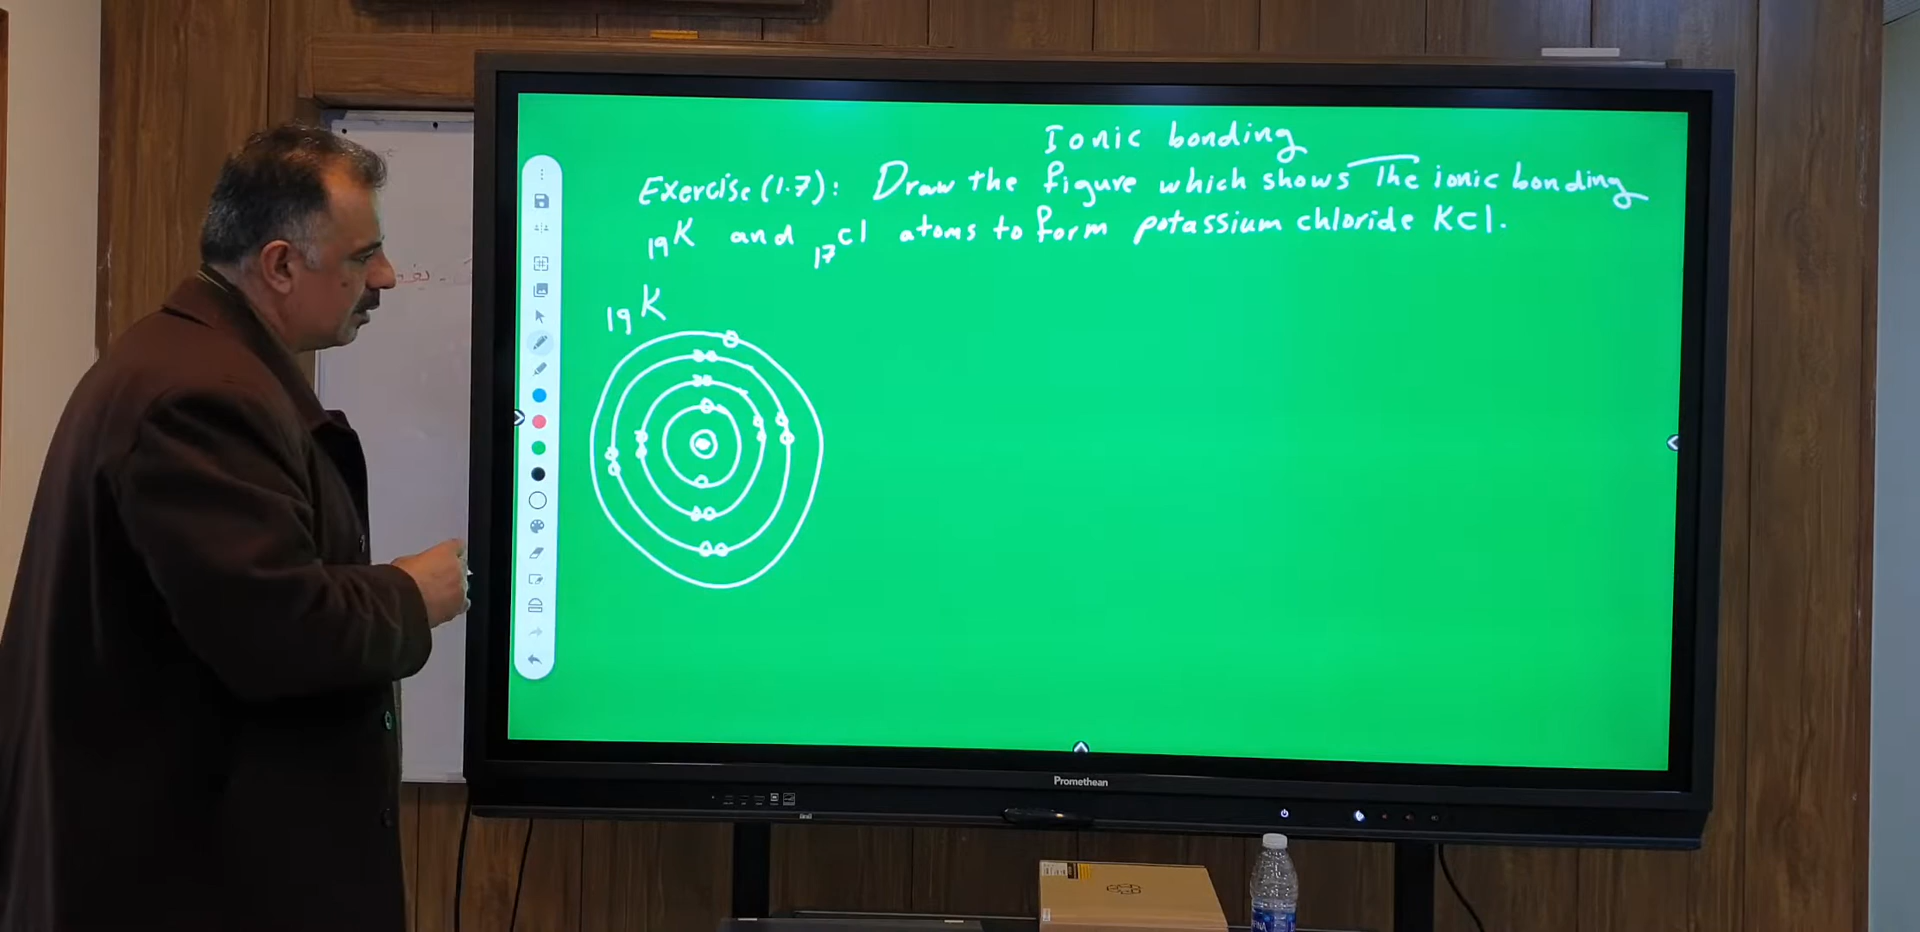 Ionic bonding
Exercise (1.7): Draw the figure which shows The ionic bonding
19K and 17Cl atoms to form potassium chloride KCl.
19K
Promethean